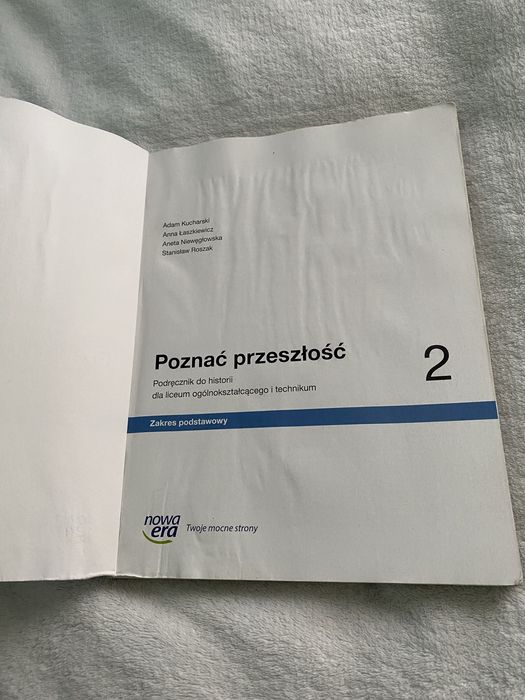 Adam Kucharski
Anna Łaszkiewicz
Aneta Niewęgłowska
Stanisław Roszak
Poznać przeszłość 2
Podręcznik do historii
dla liceum ogólnokształcącego i technikum
Zakres podstawowy
nowa
era Twoje mocne strony